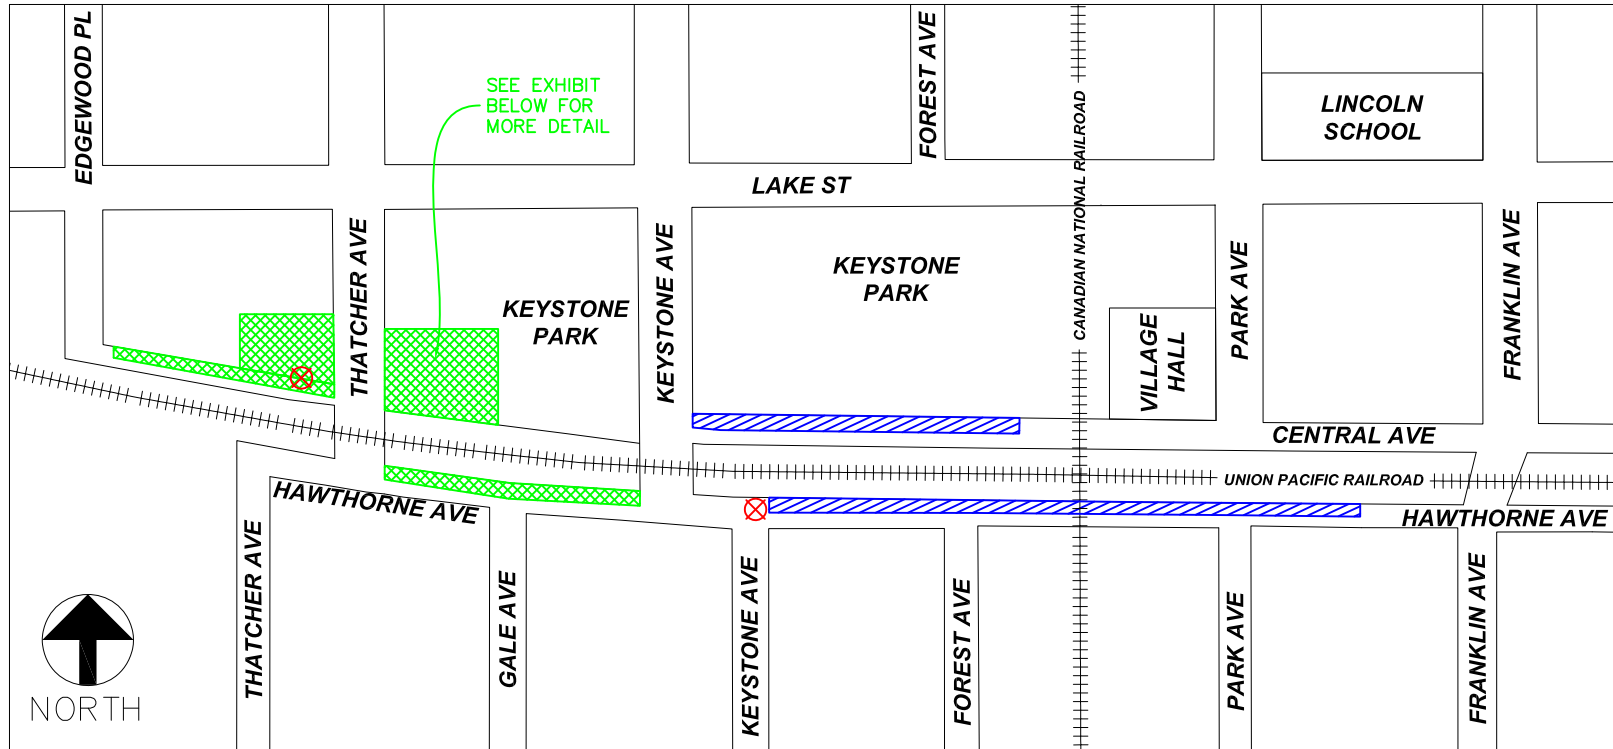 EDGEWOOD PL
FOREST AVE
SEE EXHIBIT
BELOW FOR
MORE DETAIL
LINCOLN
SCHOOL
CANADIAN NATIONAL RAILROAD
LAKE ST
THATCHER AVE
KEYSTONE AVE
KEYSTONE
PARK
KEYSTONE
PARK
VILLAGE
HALL
PARK AVE
FRANKLIN AVE
CENTRAL AVE
UNION PACIFIC RAILROAD
HAWTHORNE AVE
HAWTHORNE AVE
THATCHER AVE
GALE AVE
KEYSTONE AVE
FOREST AVE
PARK AVE
FRANKLIN AVE
NORTH